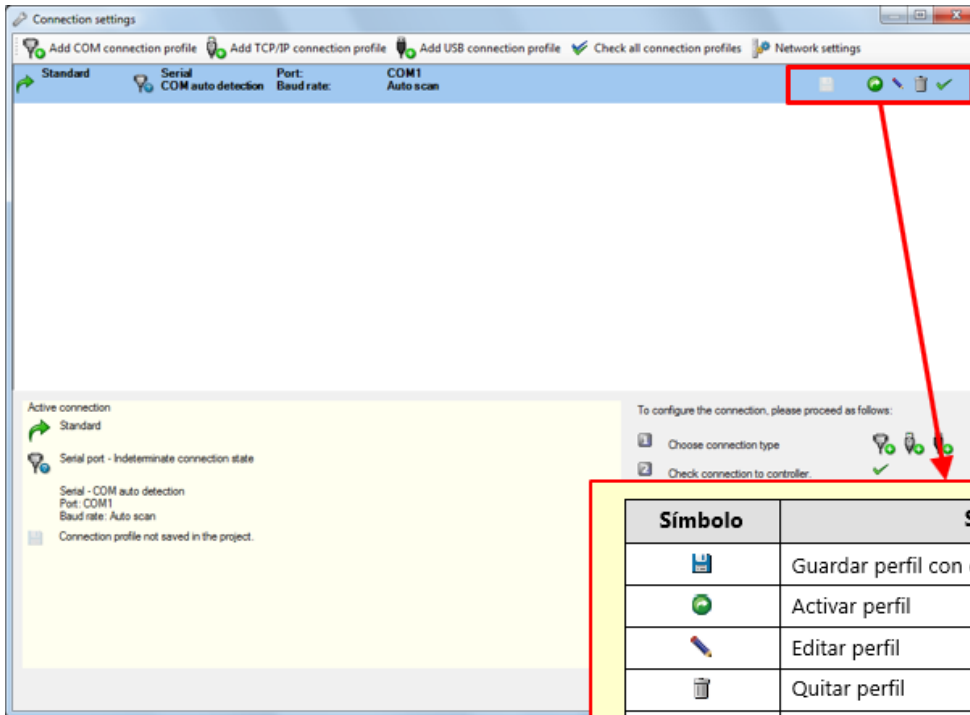 Connection settings
Add COM connection profile Add TCP/IP connection profile Add USB connection profile Check all connection profiles Network settings
Standard Serial Port: COM1
COM auto detection Baud rate: Auto scan
Active connection
Standard
Serial port - Indeterminate connection state
Serial - COM auto detection
Port: COM1
Baud rate: Auto scan
Connection profile not saved in the project.
To configure the connection, please proceed as follows:
1 Choose connection type
2 Check connection to controller.
Símbolo
Guardar perfil con
Activar perfil
Editar perfil
Quitar perfil